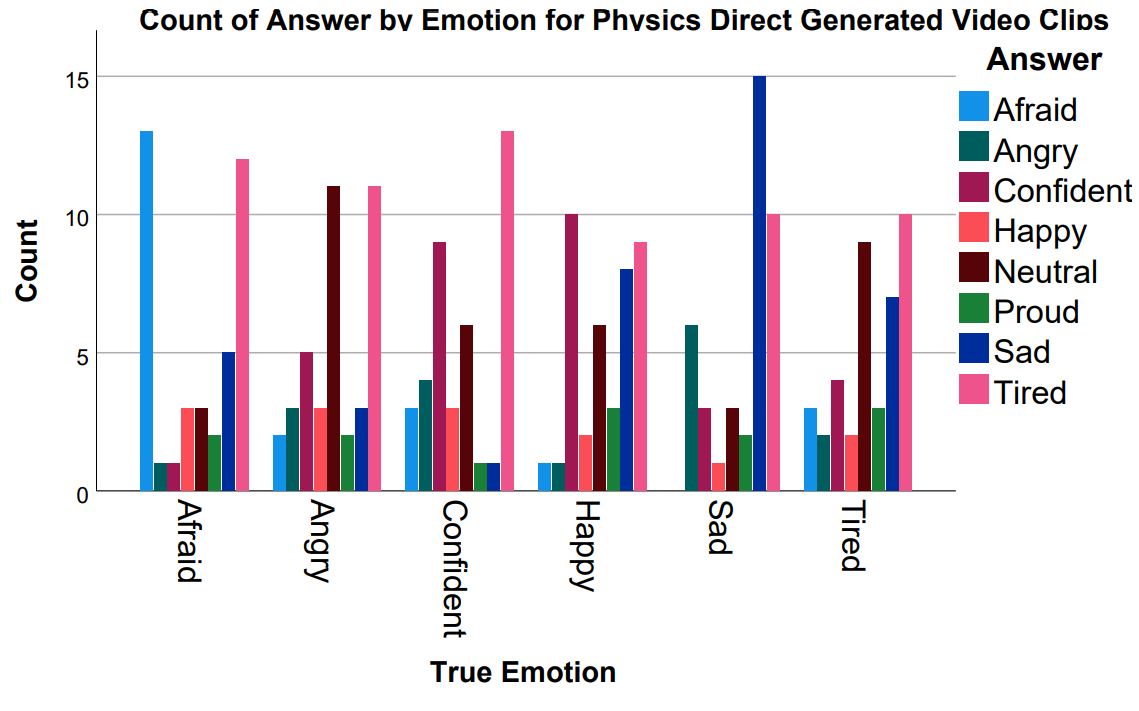 Count of Answer by Emotion for Physics Direct Generated Video Clips
Answer
Afraid
Angry
Confident
Happy
Neutral
Proud
Sad
Tired
Count
15
10
5
0
Afraid
Angry
Confident
Happy
Sad
Tired
True Emotion